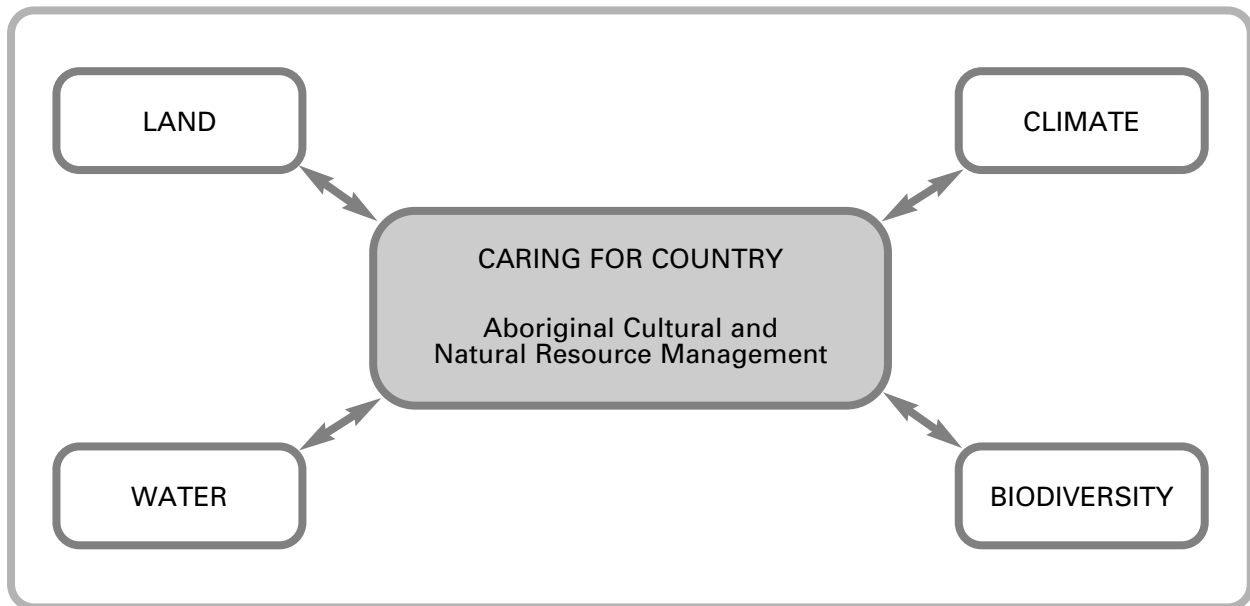 LAND
CLIMATE
CARING FOR COUNTRY
Aboriginal Cultural and
Natural Resource Management
WATER
BIODIVERSITY